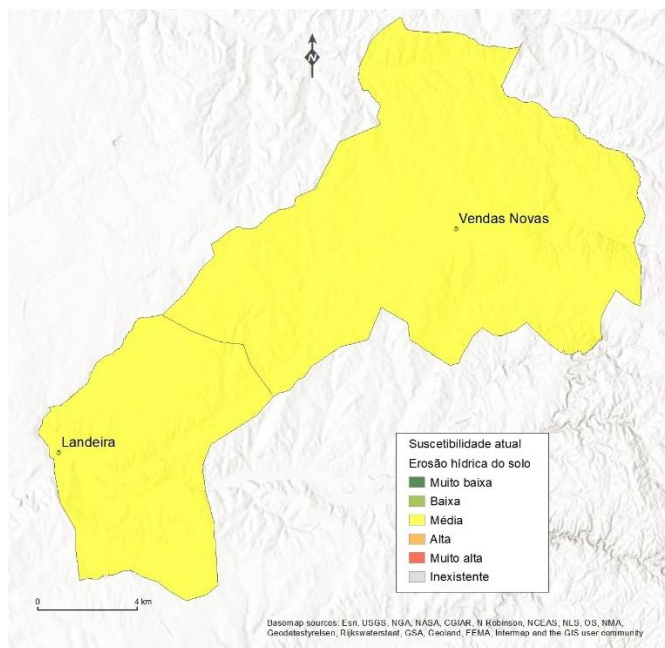 N
Vendas Novas
Landeira
Suscetibilidade atual
Erosão hídrica do solo
Muito baixa
Baixa
Média
Alta
Muito alta
Inexistente
0 4 km
Basemap sources: Esri, USGS, NGA, NASA, CGIAR, N Robinson, NCEAS, NLS, OS, NMA,
Geodatastyrelsen, Rijkswaterstaat, GSA, Geoland, FEMA, Intermap and the GIS user community